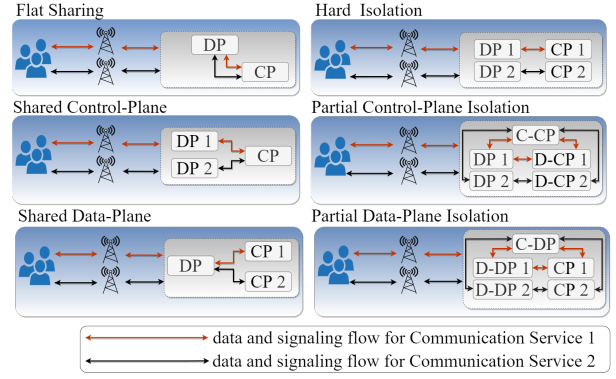 Flat Sharing
DP
CP
Hard Isolation
DP 1
CP 1
DP 2
CP 2
Shared Control-Plane
DP 1
DP 2
CP
Partial Control-Plane Isolation
C-CP
DP 1
D-CP 1
DP 2
D-CP 2
Shared Data-Plane
DP
CP 1
CP 2
Partial Data-Plane Isolation
C-DP
D-DP 1
CP 1
D-DP 2
CP 2
data and signaling flow for Communication Service 1
data and signaling flow for Communication Service 2